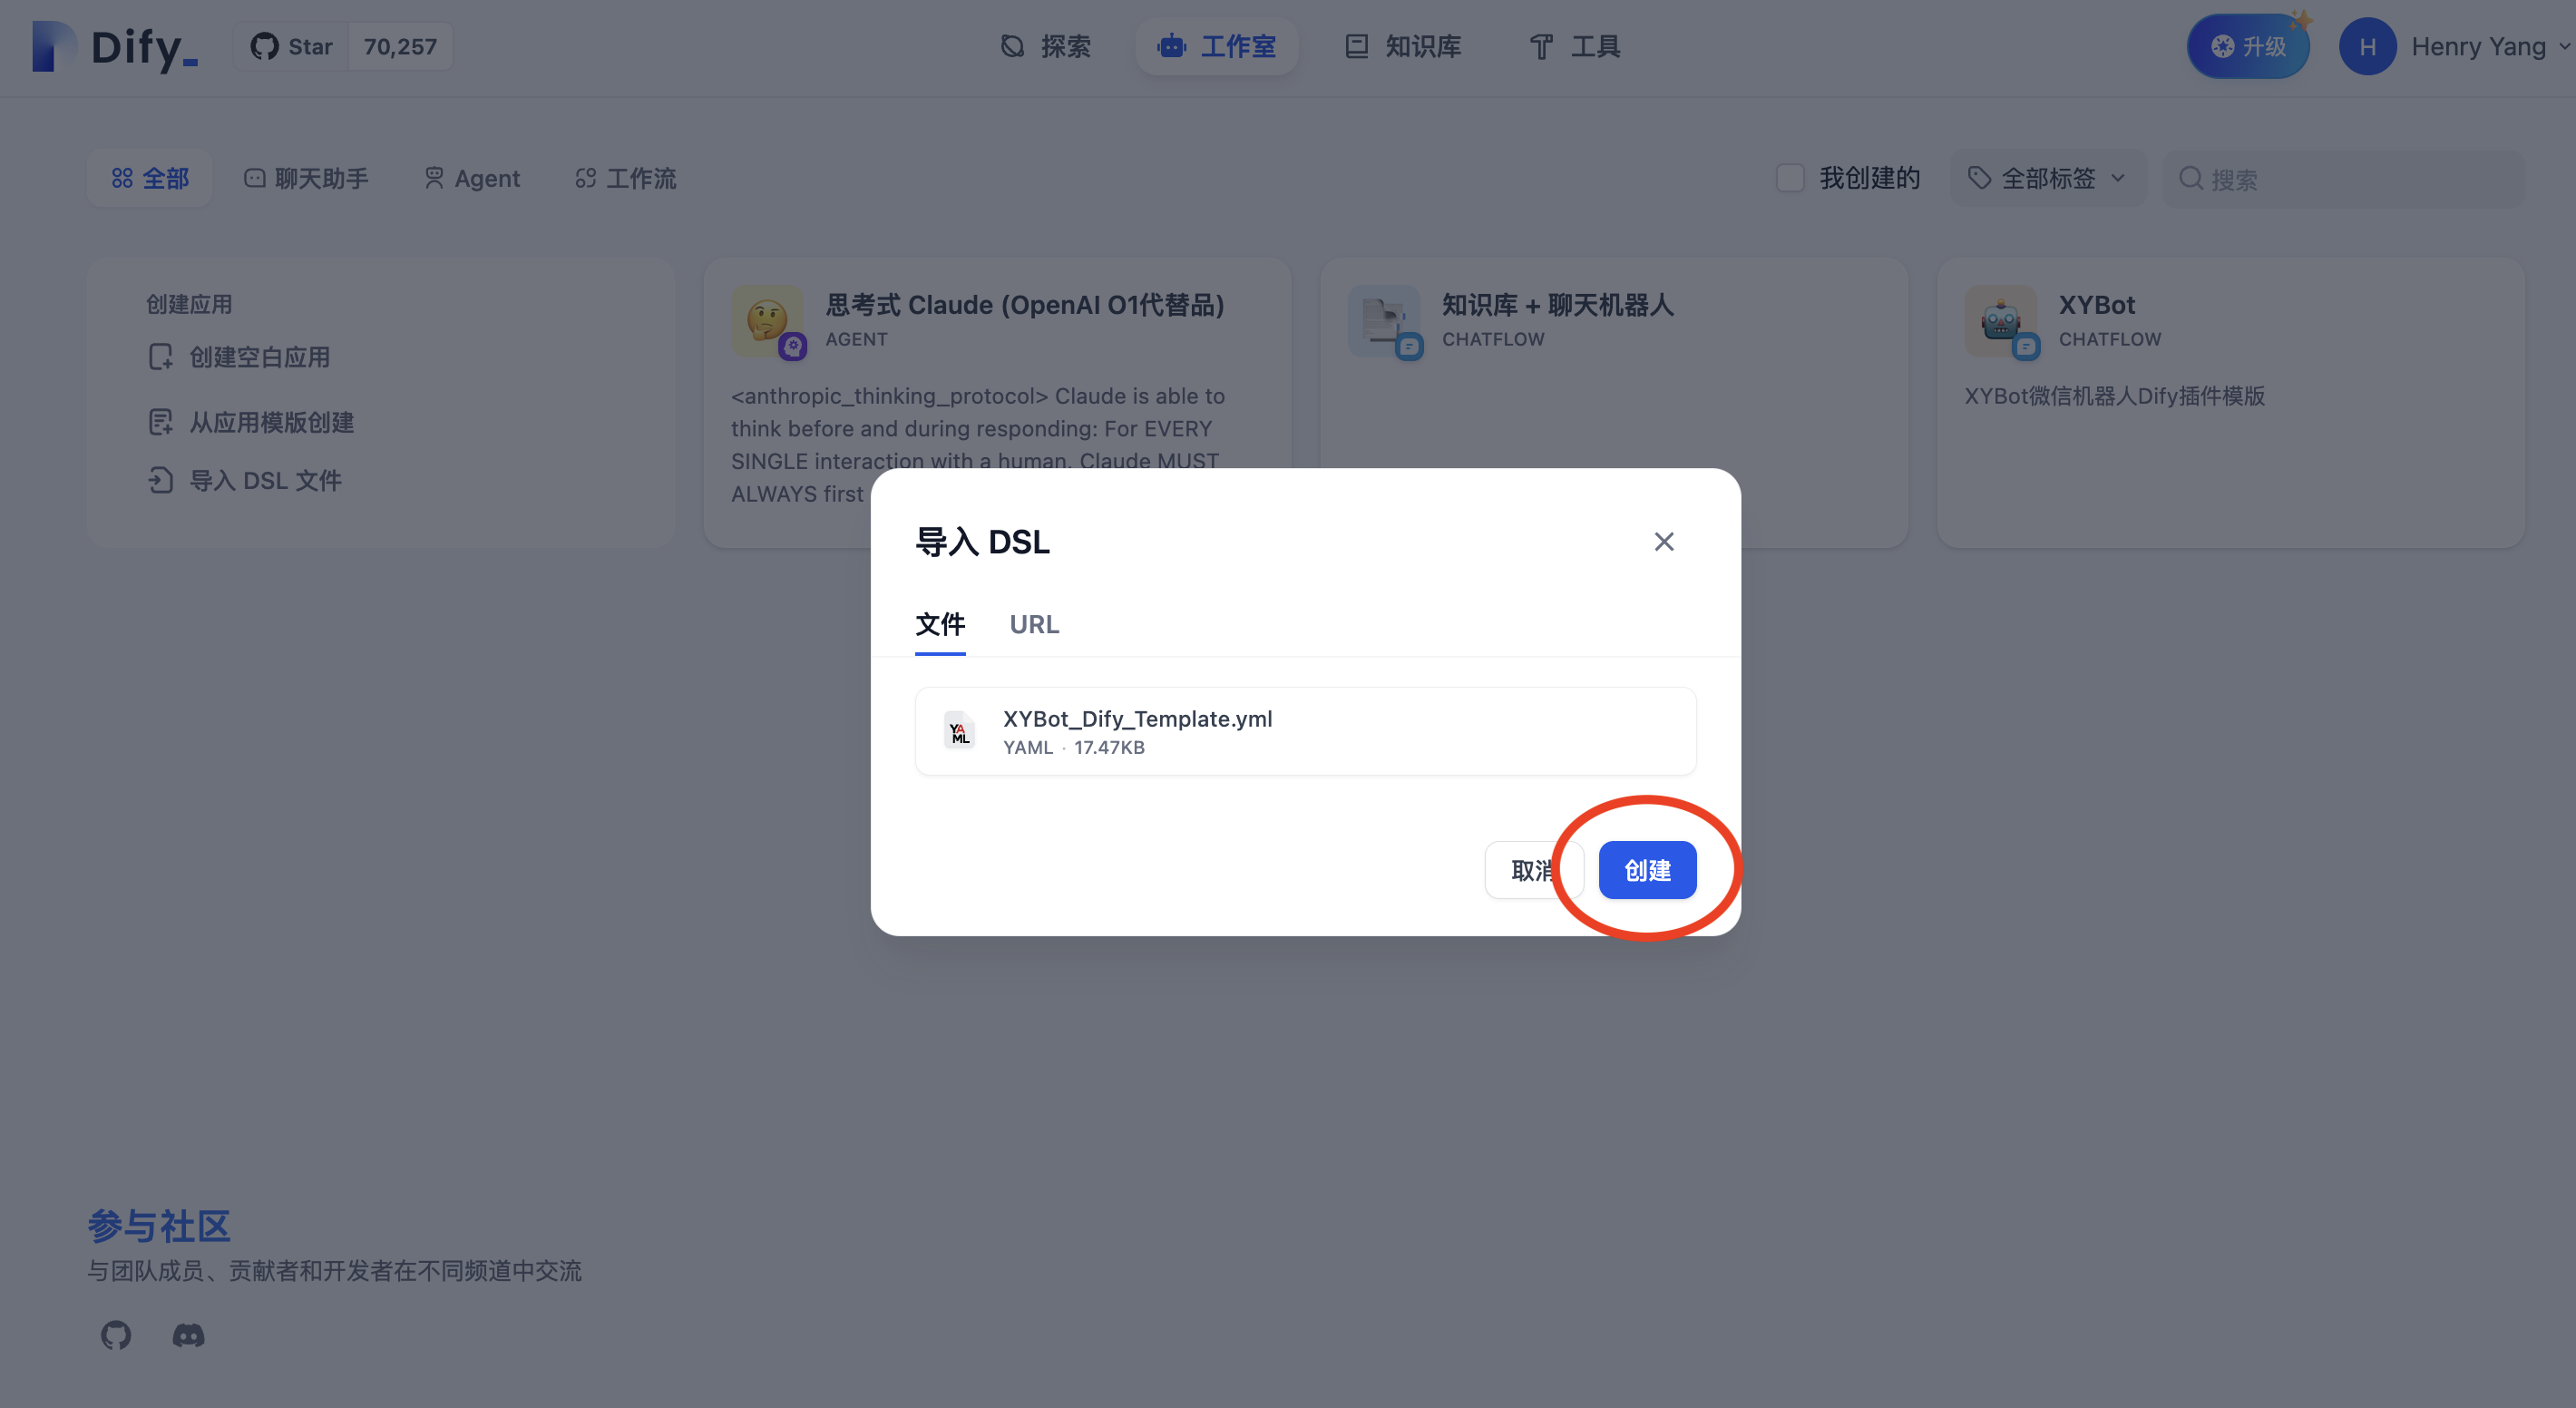 Dify_
Star 70,257
探索
工作室
知识库
工具
升级
H
Henry Yang
全部
聊天助手
Agent
工作流
我创建的
全部标签
搜索
创建应用
创建空白应用
从应用模版创建
导入 DSL 文件
思考式 Claude (OpenAI O1代替品)
AGENT
<anthropic_thinking_protocol> Claude is able to
think before and during responding: For EVERY
SINGLE interaction with a human, Claude MUST
ALWAYS first
知识库 + 聊天机器人
CHATFLOW
XYBot
CHATFLOW
XYBot微信机器人Dify插件模版
导入 DSL
文件
URL
YAML
XYBot_Dify_Template.yml
YAML · 17.47KB
取消
创建
参与社区
与团队成员、贡献者和开发者在不同频道中交流